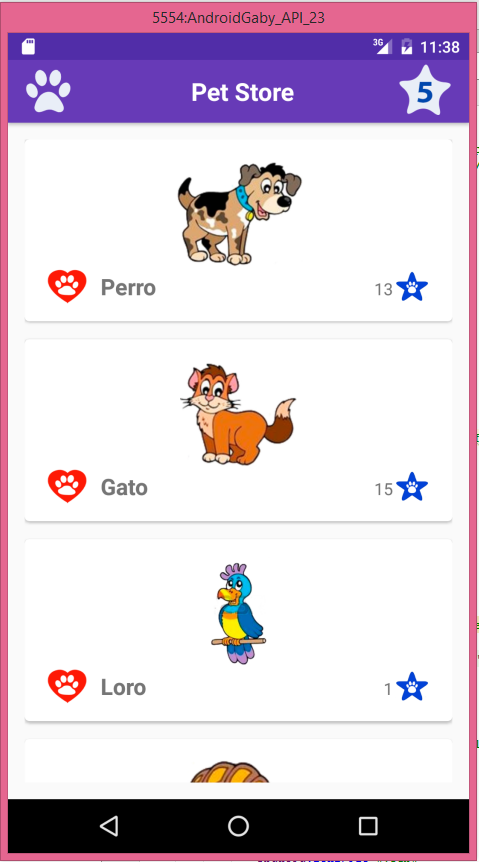 5554:AndroidGaby_API_23
3G 11:38
Pet Store 5
Perro 13
Gato 15
Loro 1